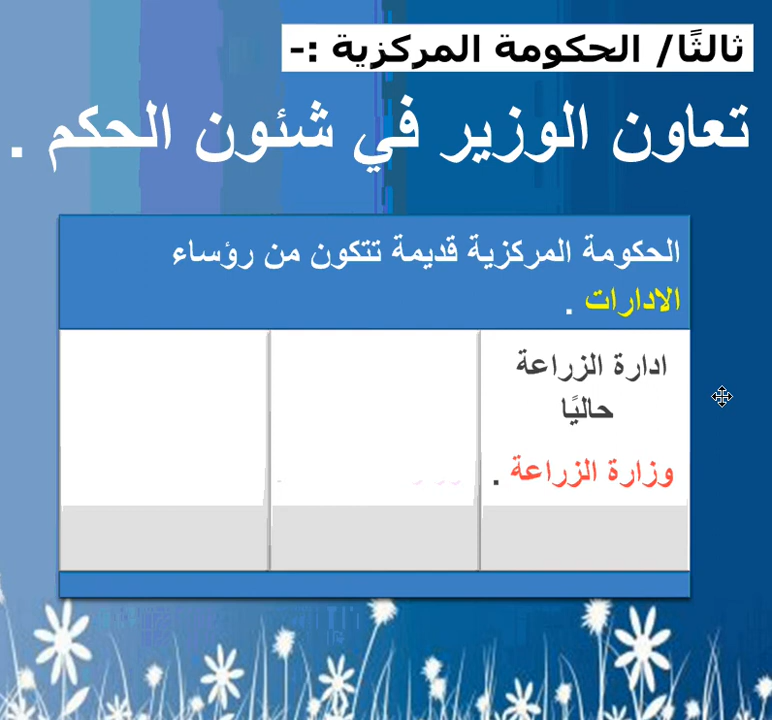 ثالثًا/ الحكومة المركزية :-
تعاون الوزير في شئون الحكم .
الحكومة المركزية قديمة تتكون من رؤساء
الادارات .
ادارة الزراعة
حاليًا
وزارة الزراعة .